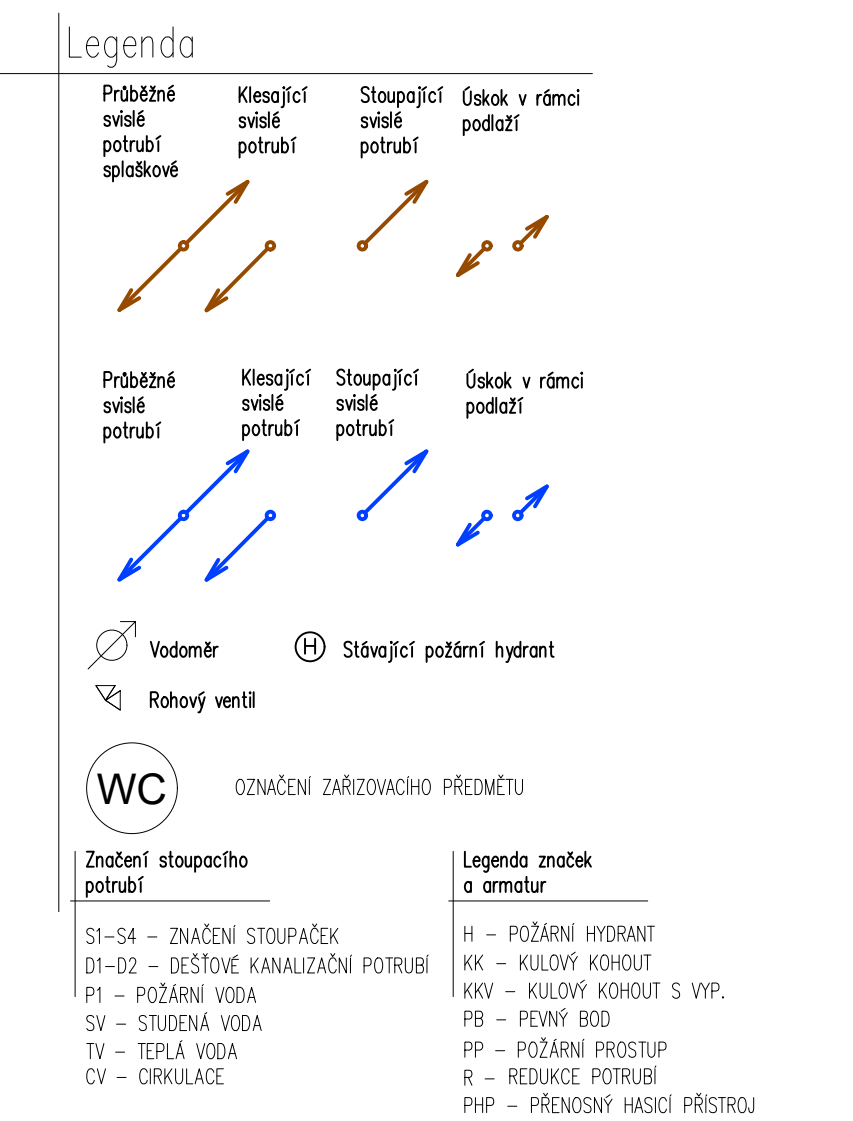 Legenda
Průběžné
svislé
potrubí
splaškové
Klesající
svislé
potrubí
Stoupající
svislé
potrubí
Úskok v rámci
podlaží
Průběžné
svislé
potrubí
Klesající
svislé
potrubí
Stoupající
svislé
potrubí
Úskok v rámci
podlaží
Vodoměr
H Stávající požární hydrant
Rohový ventil
WC OZNAČENÍ ZAŘIZOVACÍHO PŘEDMĚTU
Značení stoupacího
potrubí
S1-S4 – ZNAČENÍ STOUPAČEK
D1-D2 – DEŠŤOVÉ KANALIZAČNÍ POTRUBÍ
P1 – POŽÁRNÍ VODA
SV – STUDENÁ VODA
TV – TEPLÁ VODA
CV – CIRKULACE
Legenda značek
a armatur
H – POŽÁRNÍ HYDRANT
KK – KULOVÝ KOHOUT
KKV – KULOVÝ KOHOUT S VYP.
PB – PEVNÝ BOD
PP – POŽÁRNÍ PROSTUP
R – REDUKCE POTRUBÍ
PHP – PŘENOSNÝ HASICÍ PŘÍSTROJ